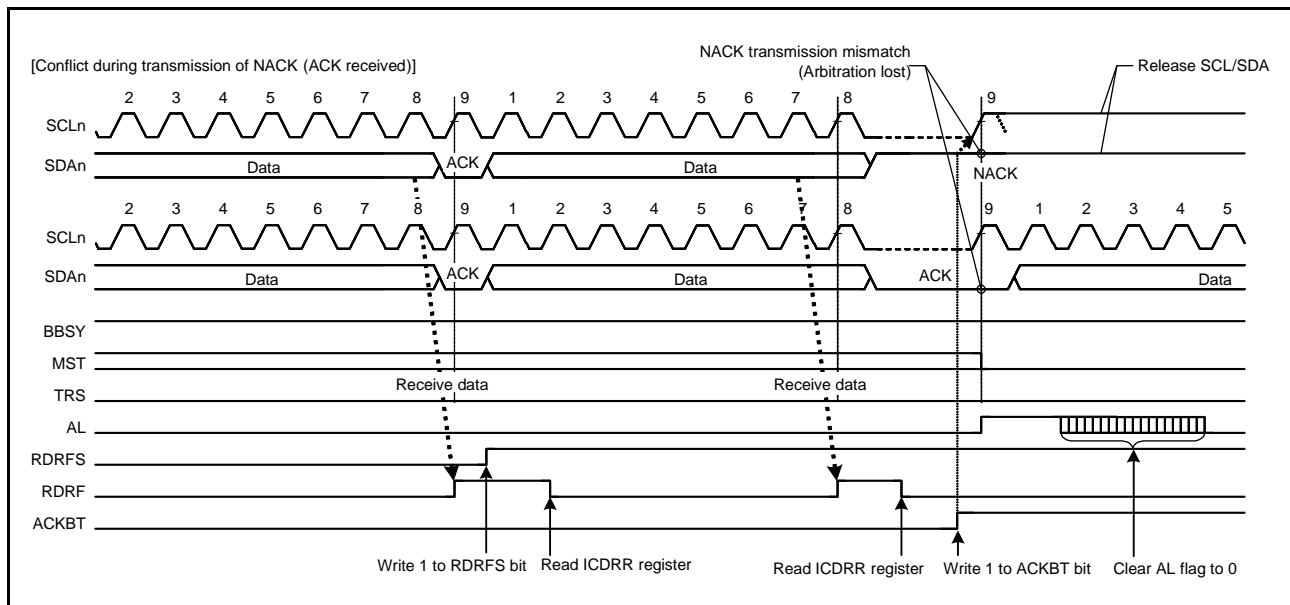 [Conflict during transmission of NACK (ACK received)]
NACK transmission mismatch
(Arbitration lost)
Release SCL/SDA
2 3 4 5 6 7 8 9 1 2 3 4 5 6 7 8 9
SCLn
SDAn Data ACK Data NACK
2 3 4 5 6 7 8 9 1 2 3 4 5 6 7 8 9 1 2 3 4 5
SCLn
SDAn Data ACK Data ACK Data
BBSY
MST
Receive data Receive data
TRS
AL
RDRFS
RDRF
ACKBT
Write 1 to RDRFS bit Read ICDRR register Read ICDRR register Write 1 to ACKBT bit Clear AL flag to 0